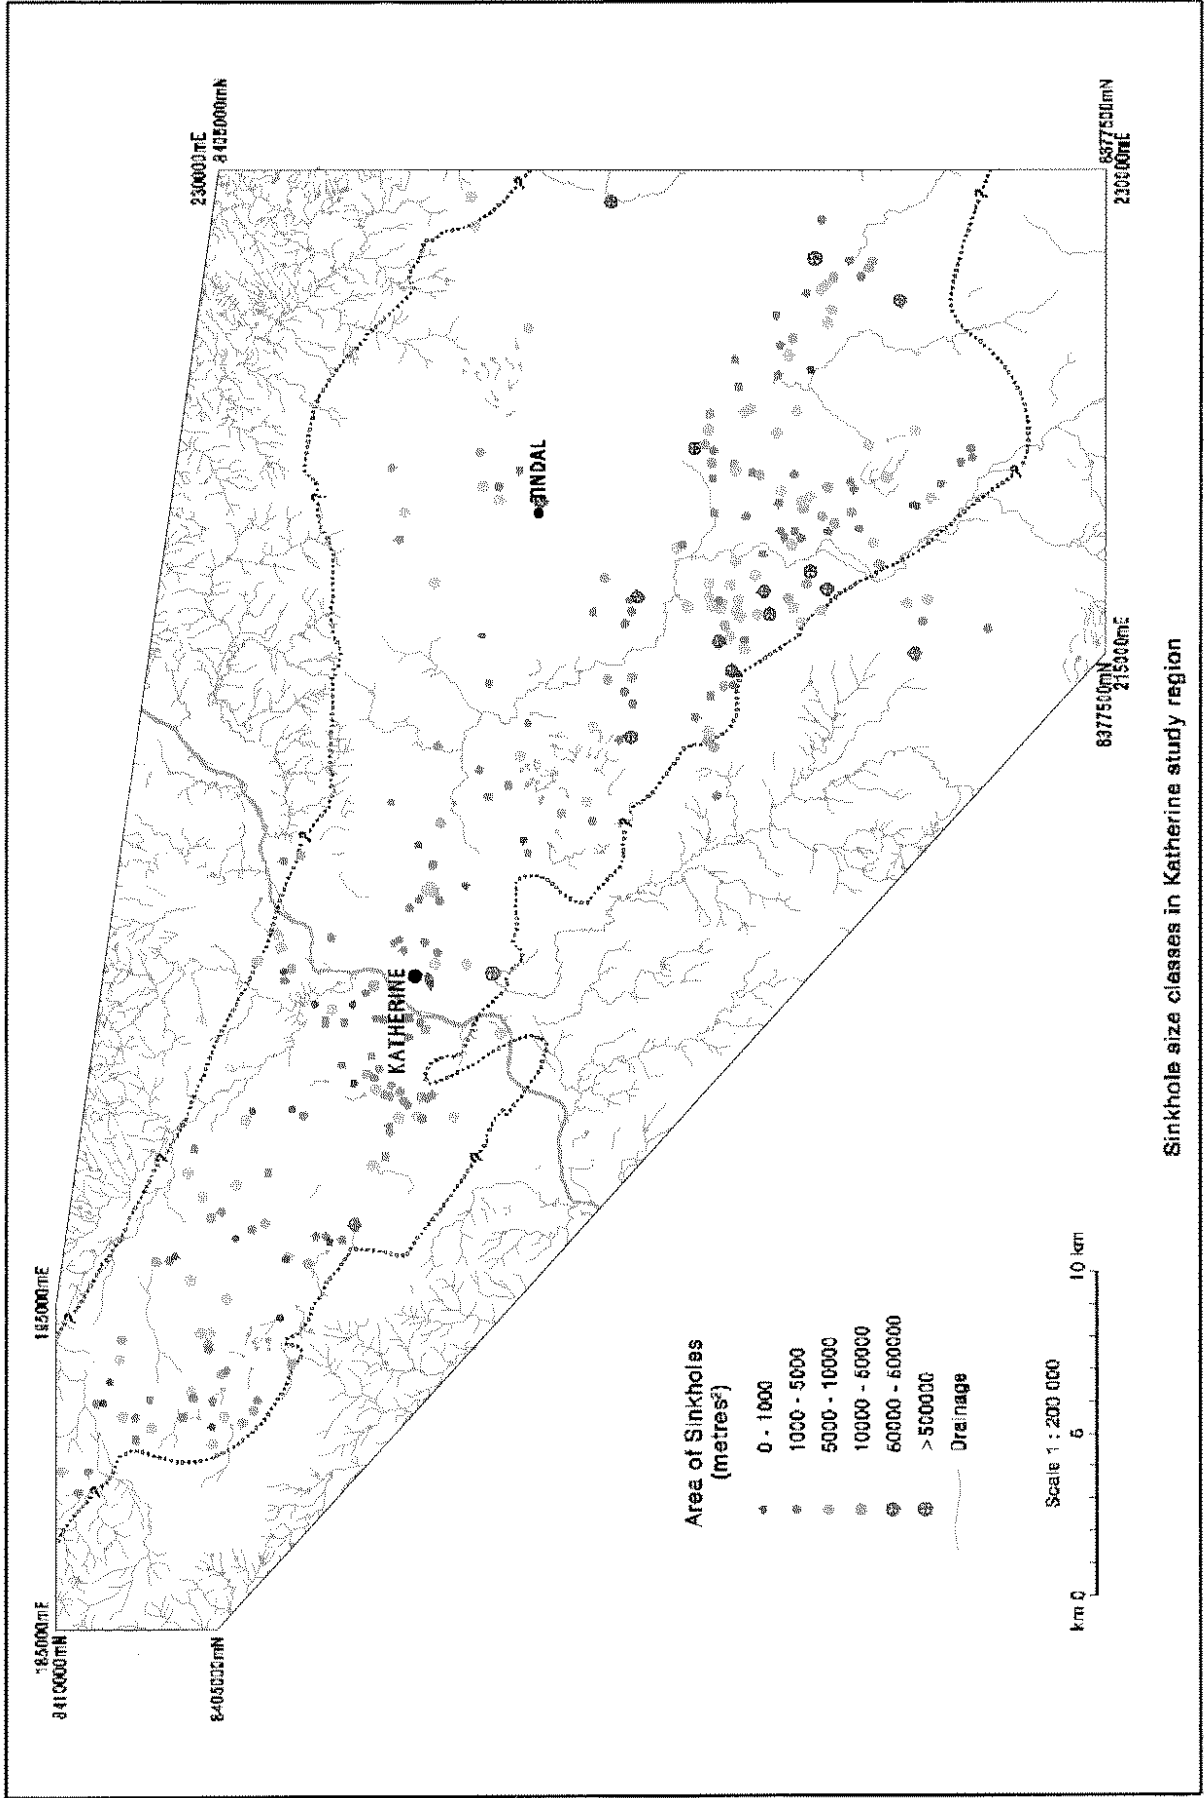 185000mE
8410000mN
195000mE
230000mE
8405000mN
8405000mN
KATHERINE
TINDAL
?
?
?
?
?
?
?
?
?
?
8377500mN
215000mE
8377500mN
230000mE
Area of Sinkholes
(metres²)
0 - 1000
1000 - 5000
5000 - 10000
10000 - 50000
50000 - 500000
> 500000
Drainage
Scale 1 : 200 000
km 0 5 10 km
Sinkhole size classes in Katherine study region